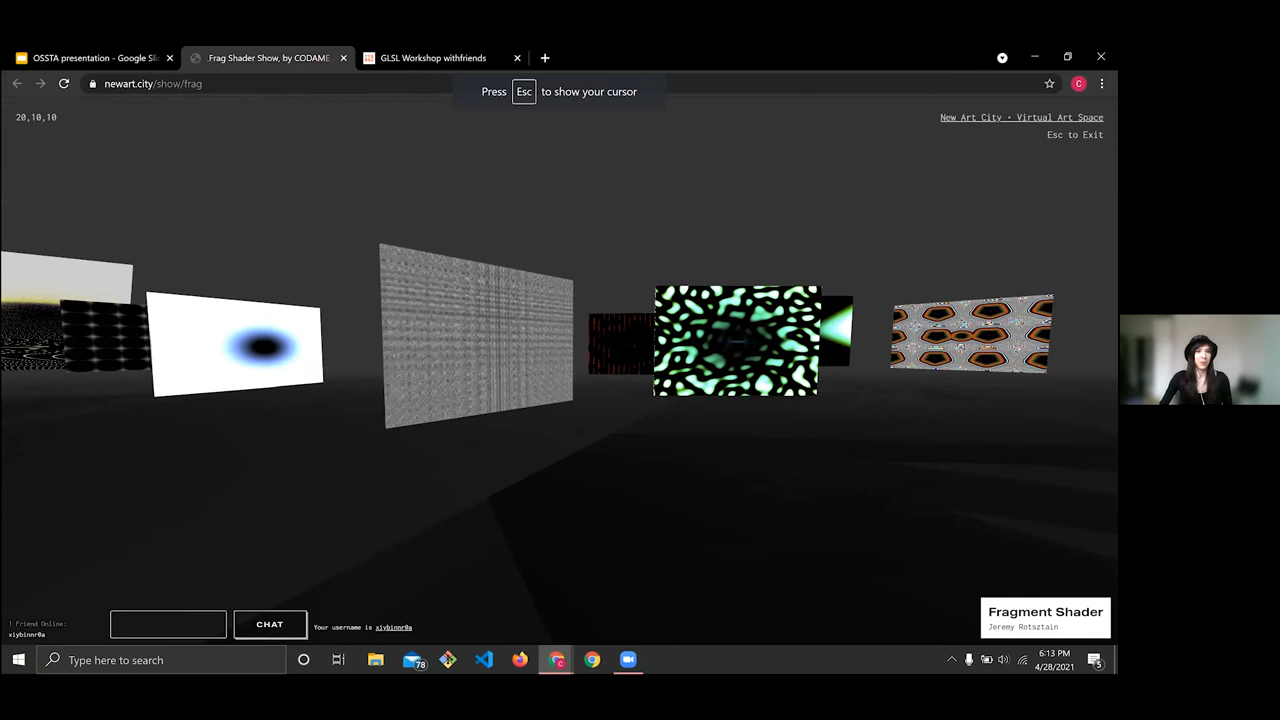 OSSTA presentation - Google Sli
.Frag Shader Show, by CODAME
GLSL Workshop withfriends
newart.city/show/frag
C
Press Esc to show your cursor
20,10,10
New Art City • Virtual Art Space
Esc to Exit
Fragment Shader
Jeremy Rotsztain
1 Friend Online:
xiybinnr0a
CHAT
Your username is xiybinnr0a
Type here to search
78
C
6:13 PM
4/28/2021
5